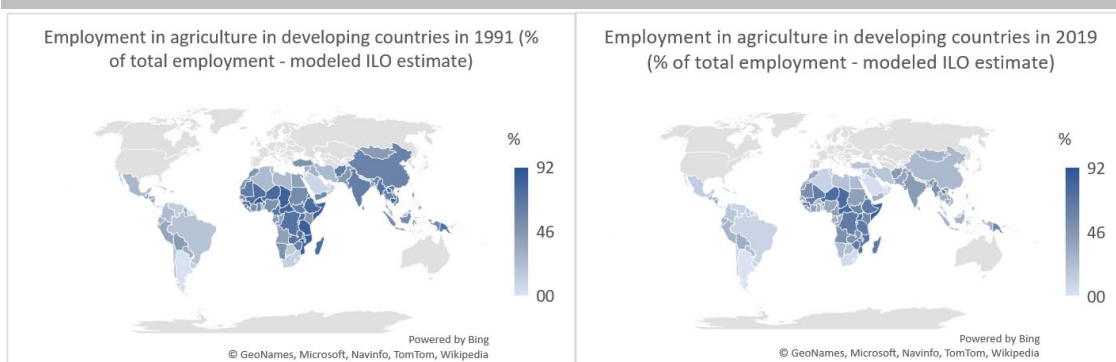 Employment in agriculture in developing countries in 1991 (%
of total employment - modeled ILO estimate)
%
92
46
00
Powered by Bing
© GeoNames, Microsoft, Navinfo, TomTom, Wikipedia
Employment in agriculture in developing countries in 2019
(% of total employment - modeled ILO estimate)
%
92
46
00
Powered by Bing
© GeoNames, Microsoft, Navinfo, TomTom, Wikipedia